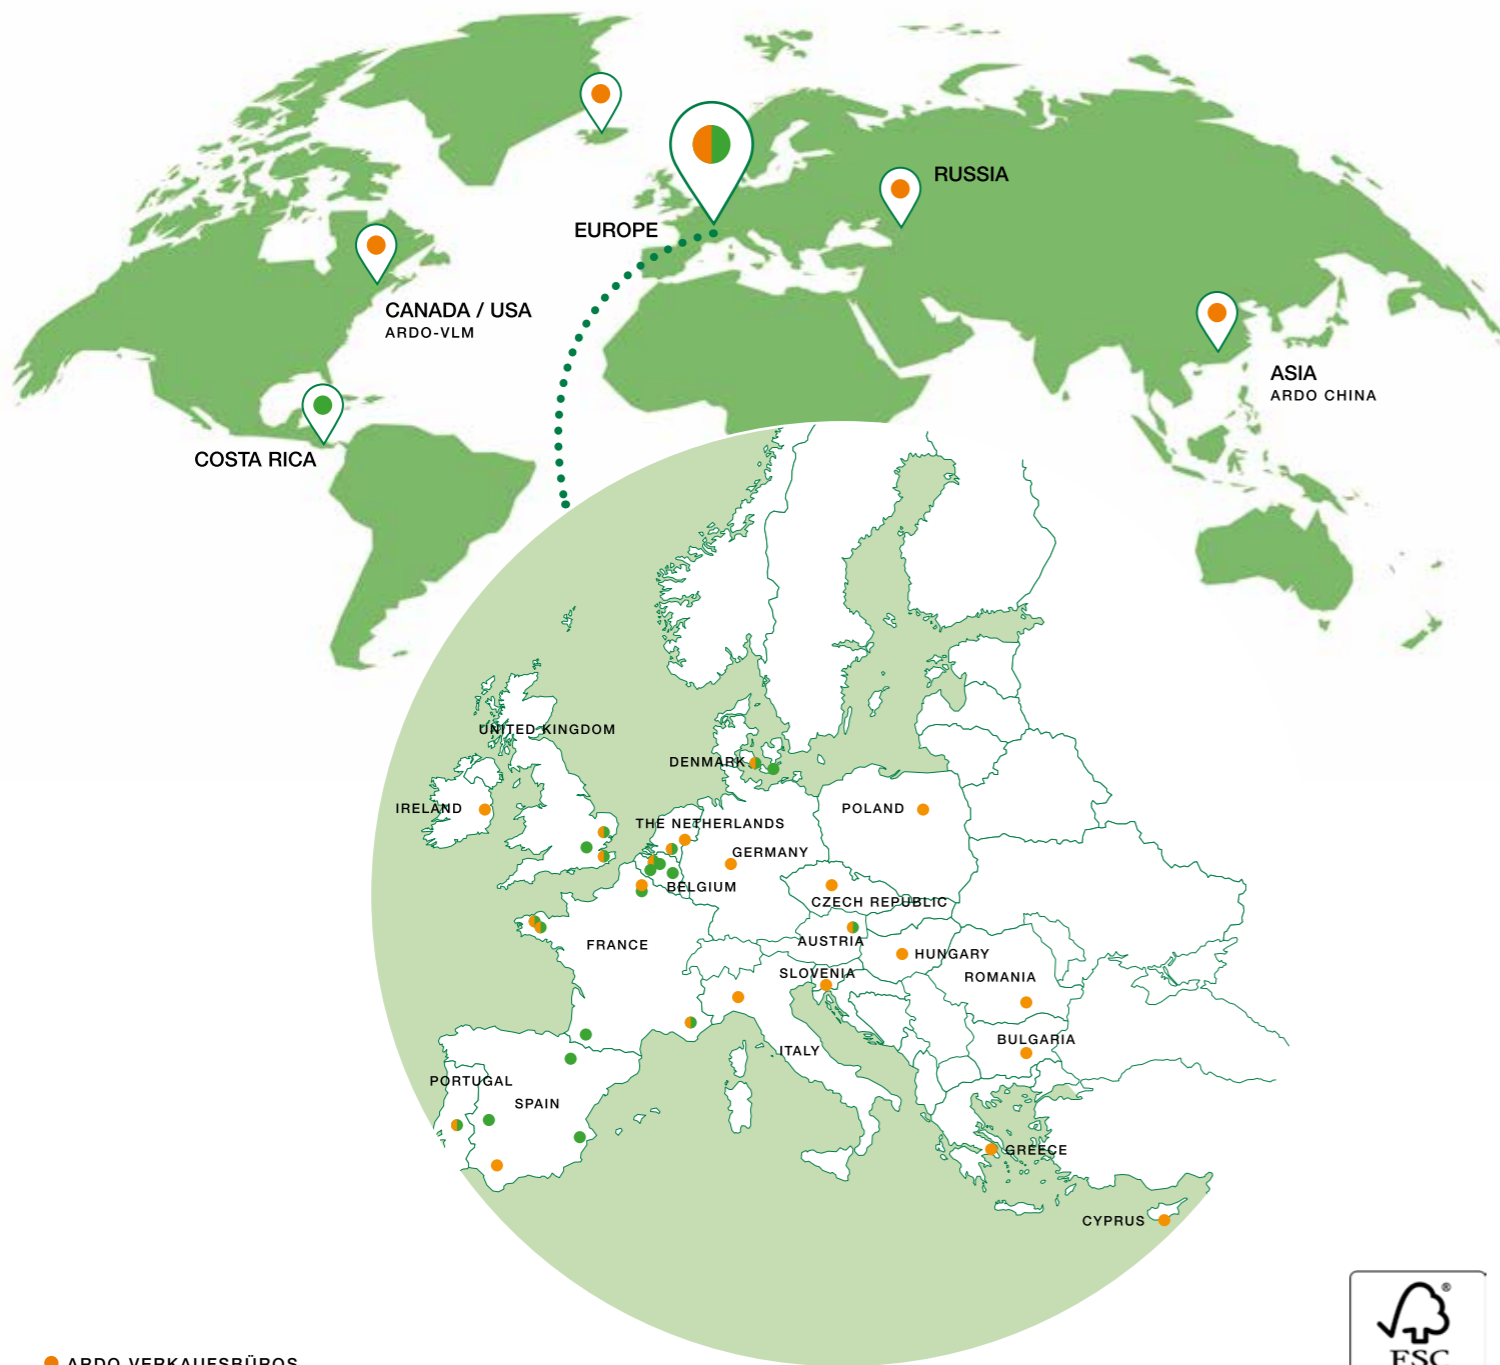 RUSSIA
EUROPE
CANADA / USA
ARDO-VLM
ASIA
ARDO CHINA
COSTA RICA
UNITED KINGDOM
DENMARK
IRELAND
POLAND
THE NETHERLANDS
GERMANY
BELGIUM
CZECH REPUBLIC
FRANCE
AUSTRIA
HUNGARY
SLOVENIA
ROMANIA
BULGARIA
ITALY
PORTUGAL
SPAIN
GREECE
CYPRUS
®
FSC
ARDO VERKAUFSBÜROS